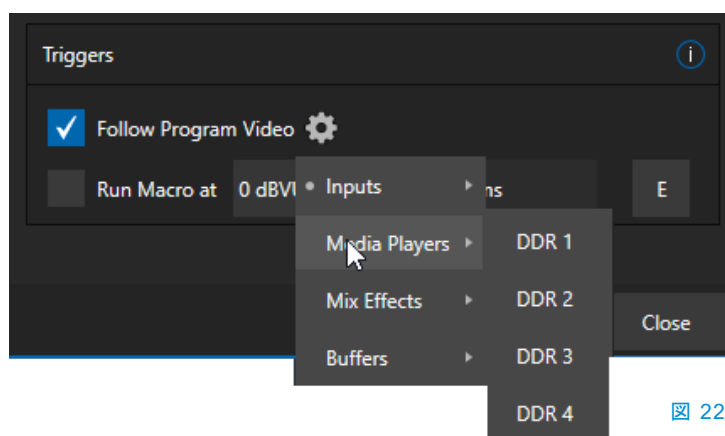 Triggers
i
Follow Program Video
Run Macro at 0 dBV ns E
Inputs
Media Players
Mix Effects
Buffers
DDR 1
DDR 2
DDR 3
DDR 4
Close
図 22